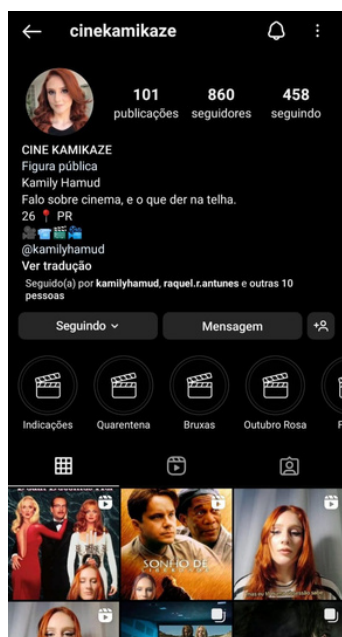 cinekamikaze
101 860 458
publicações seguidores seguindo
CINE KAMIKAZE
Figura pública
Kamily Hamud
Falo sobre cinema, e o que der na telha.
26 📍 PR
@kamilyhamud
Ver tradução
Seguido(a) por kamilyhamud, raquel.r.antunes e outras 10
pessoas
Seguindo Mensagem
Indicações Quarentena Bruxas Outubro Rosa
SONHO DE